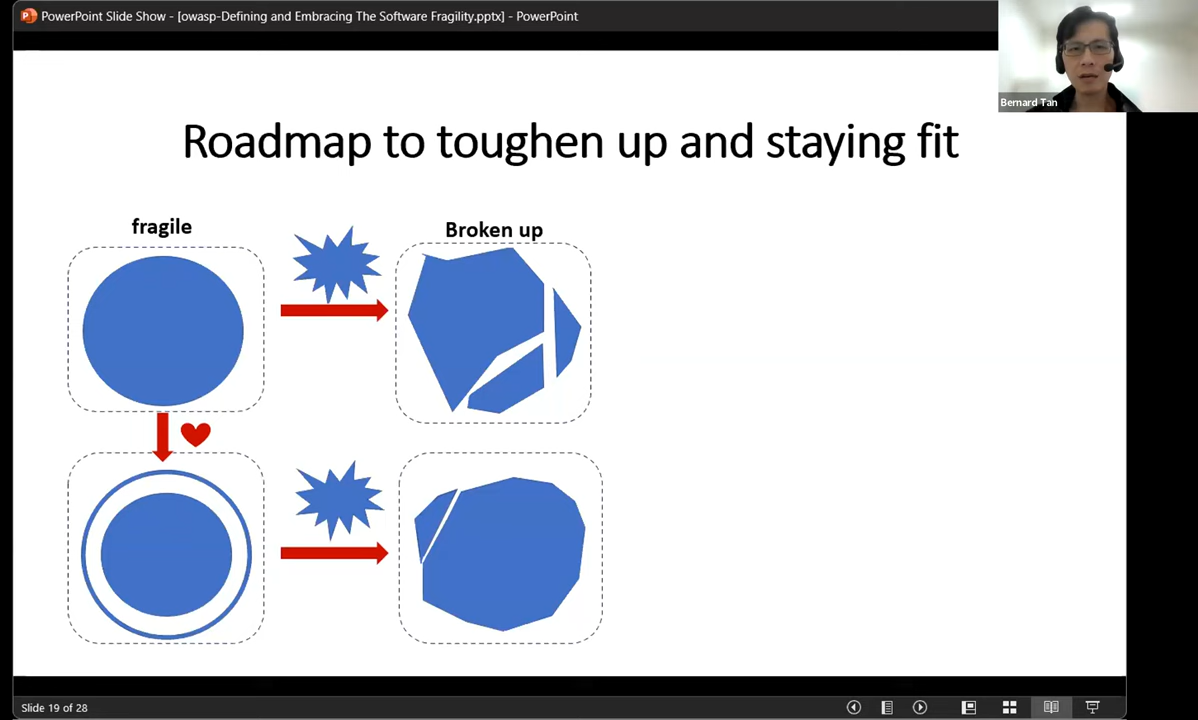 PowerPoint Slide Show - [owasp-Defining and Embracing The Software Fragility.pptx] - PowerPoint
Bernard Tan
Roadmap to toughen up and staying fit
fragile
Broken up
Slide 19 of 28